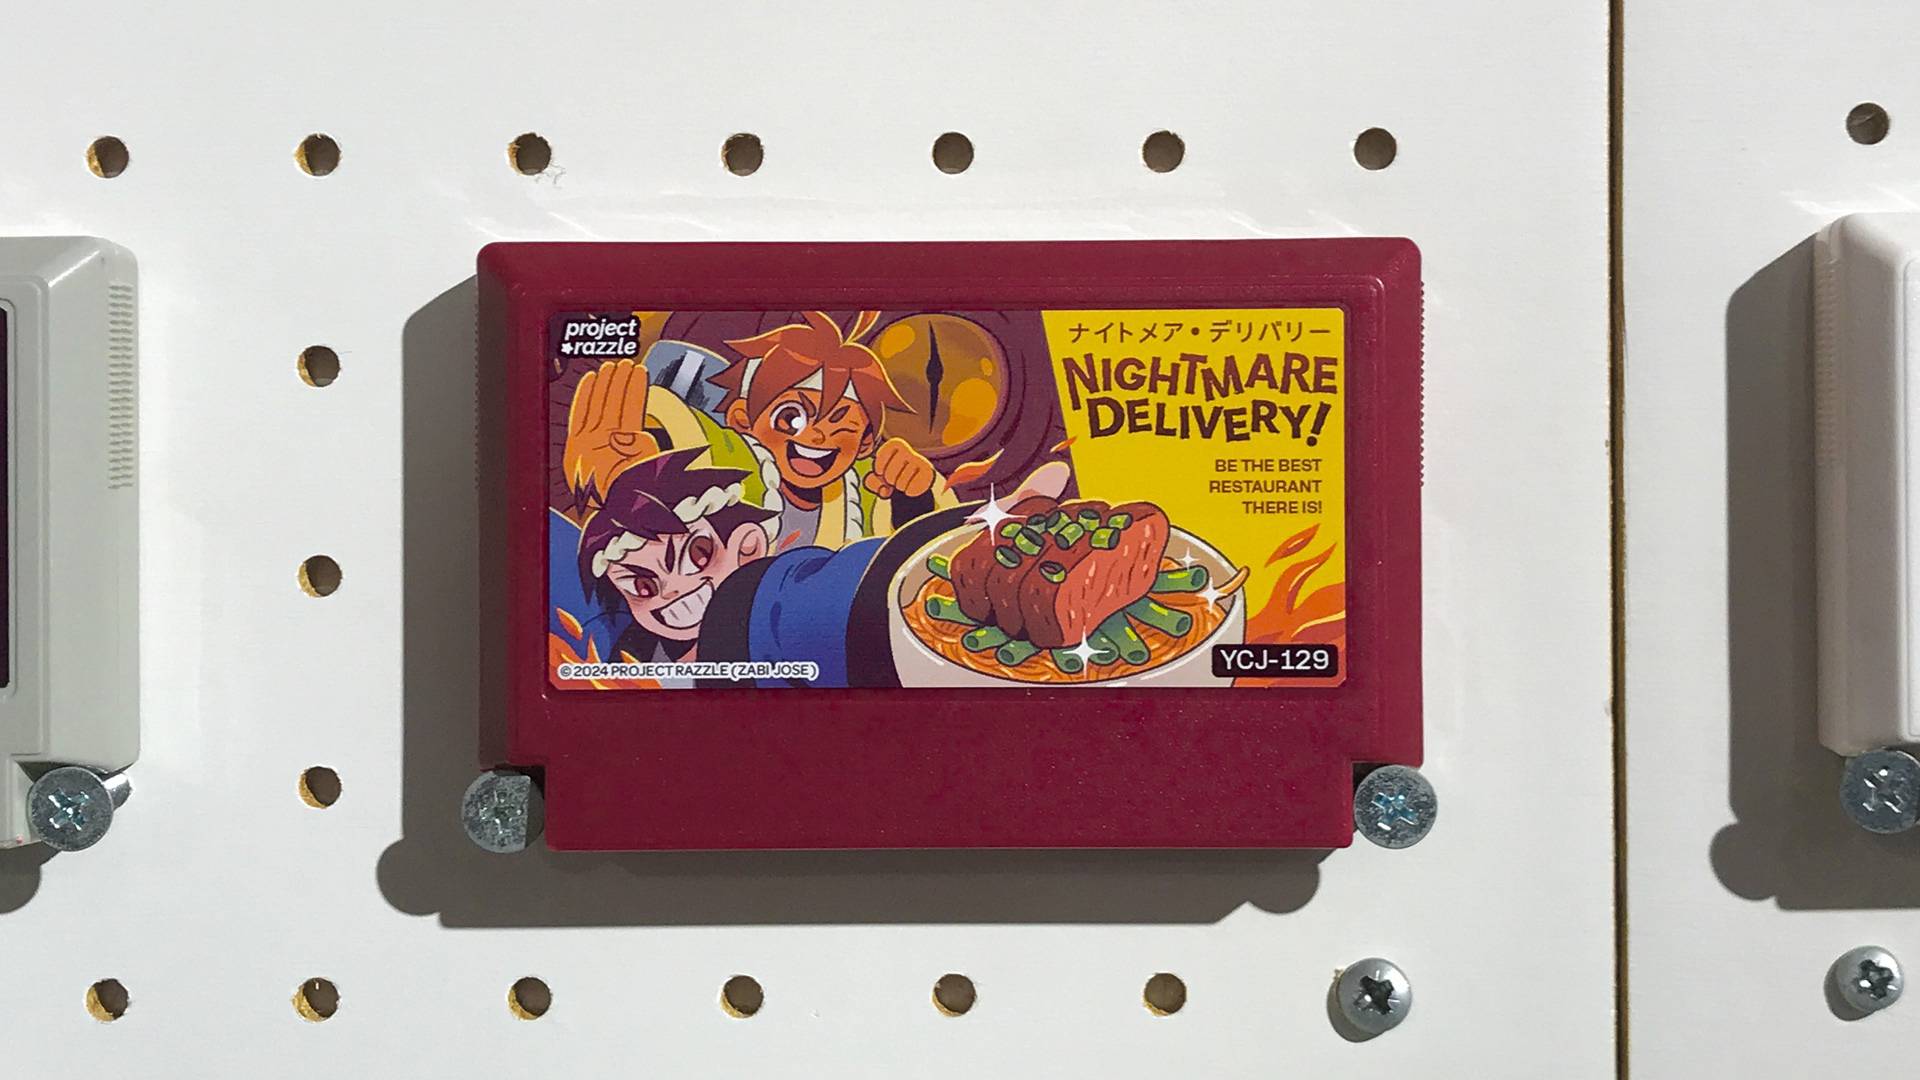 project
razzle
ナイトメア・デリバリー
NIGHTMARE
DELIVERY!
BE THE BEST
RESTAURANT
THERE IS!
YCJ-129
© 2024 PROJECT RAZZLE (ZABI JOSE)